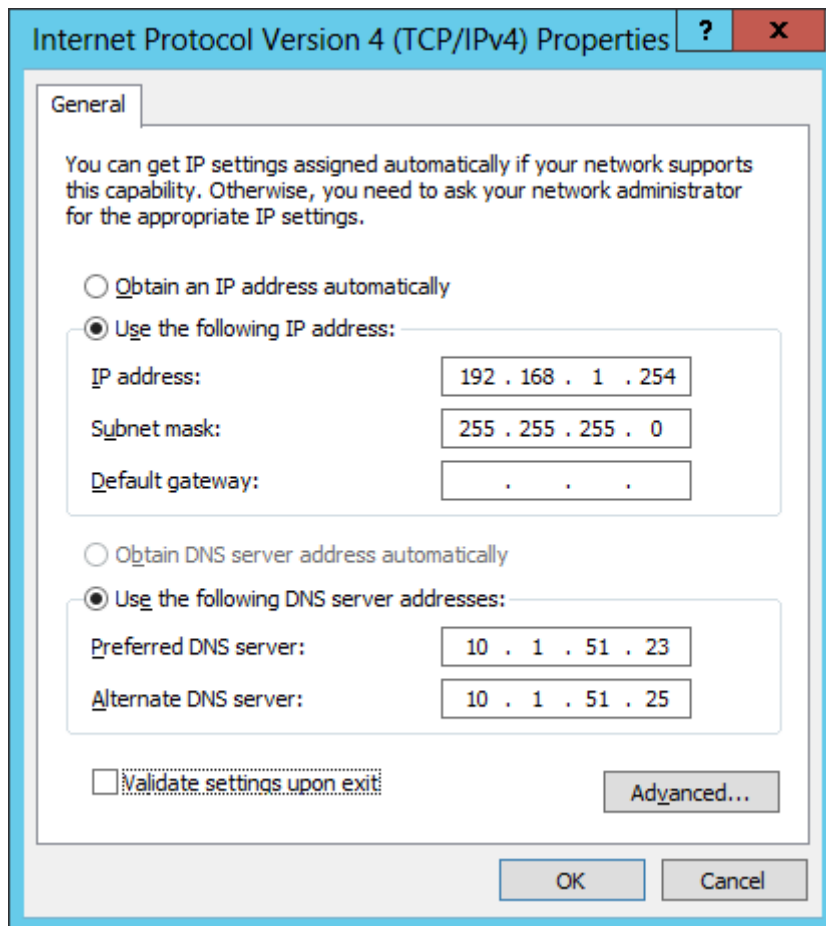 Internet Protocol Version 4 (TCP/IPv4) Properties ? x
General
You can get IP settings assigned automatically if your network supports
this capability. Otherwise, you need to ask your network administrator
for the appropriate IP settings.
Obtain an IP address automatically
Use the following IP address:
IP address: 192 . 168 . 1 . 254
Subnet mask: 255 . 255 . 255 . 0
Default gateway: . . .
Obtain DNS server address automatically
Use the following DNS server addresses:
Preferred DNS server: 10 . 1 . 51 . 23
Alternate DNS server: 10 . 1 . 51 . 25
Validate settings upon exit
Advanced...
OK Cancel